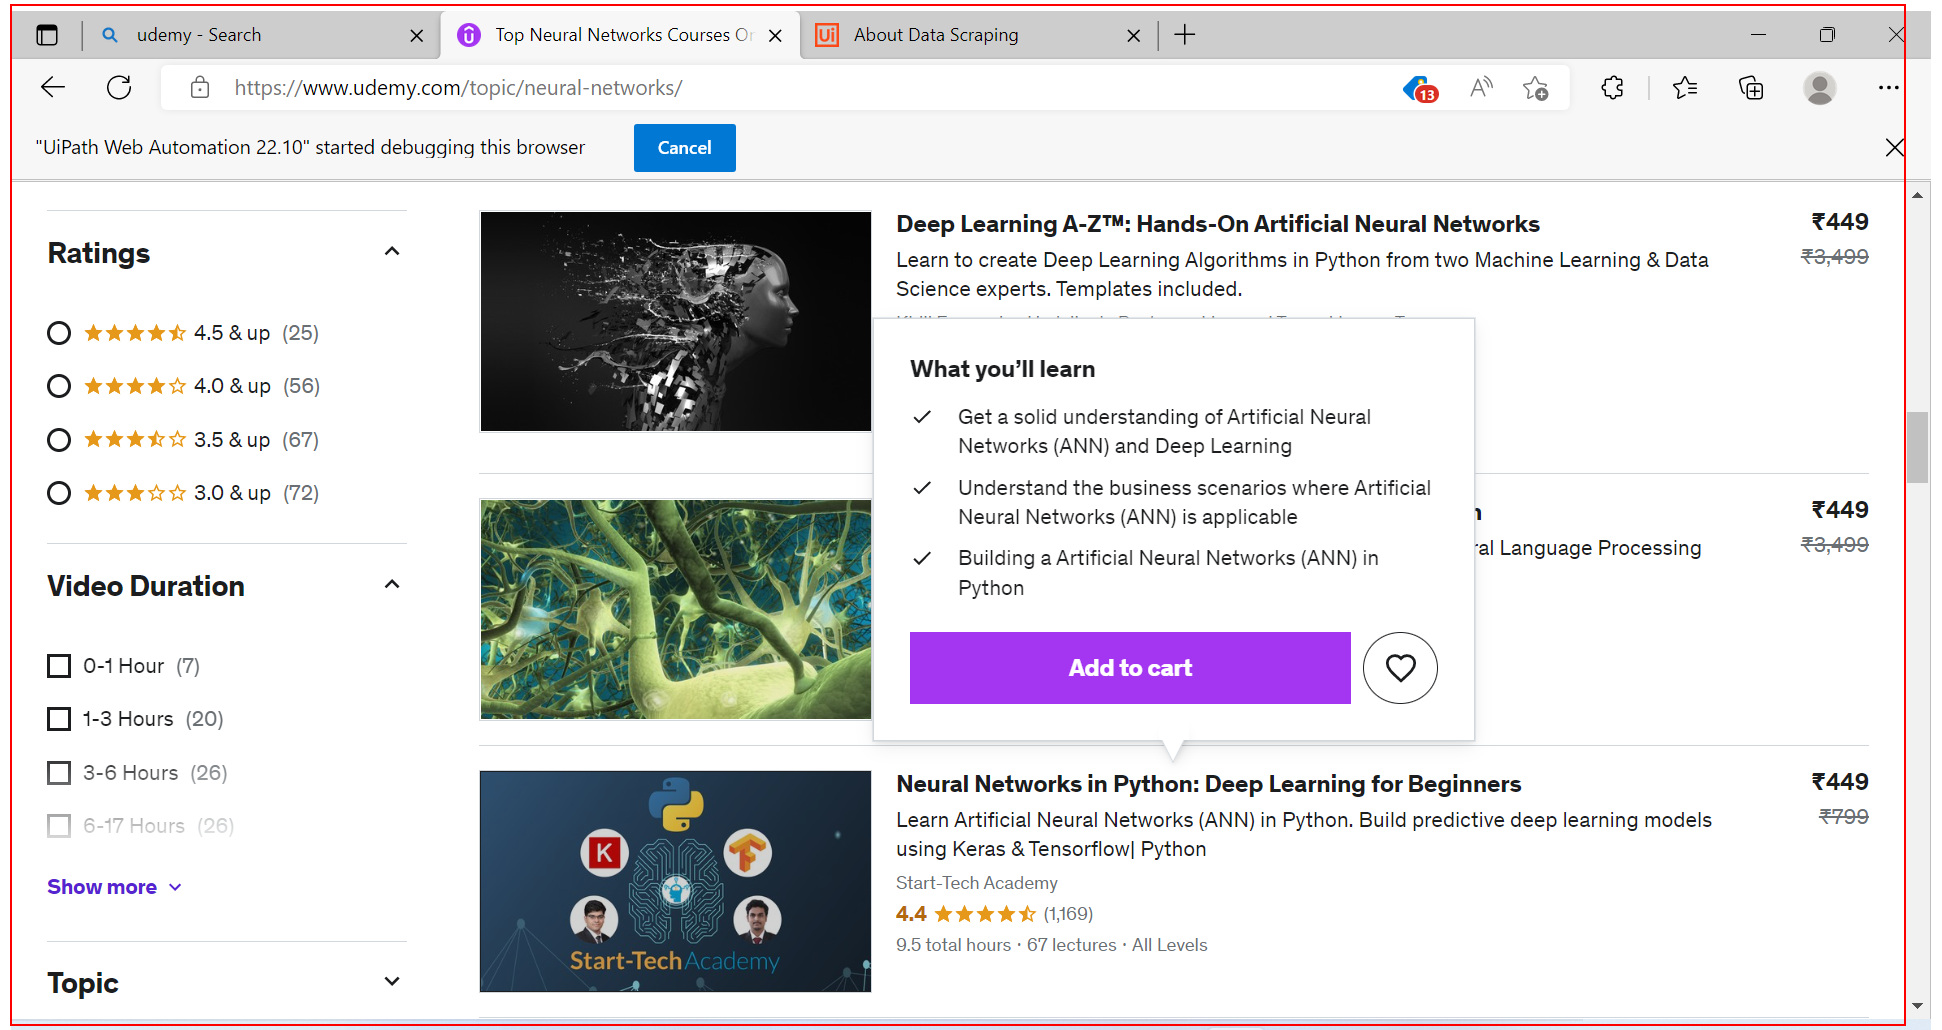 udemy - Search
Top Neural Networks Courses On
About Data Scraping
https://www.udemy.com/topic/neural-networks/
13
"UiPath Web Automation 22.10" started debugging this browser
Cancel
Ratings
4.5 & up (25)
4.0 & up (56)
3.5 & up (67)
3.0 & up (72)
Video Duration
0-1 Hour (7)
1-3 Hours (20)
3-6 Hours (26)
6-17 Hours (26)
Show more
Topic
Deep Learning A-Z™: Hands-On Artificial Neural Networks
₹449
Learn to create Deep Learning Algorithms in Python from two Machine Learning & Data
₹3,499
Science experts. Templates included.
What you’ll learn
Get a solid understanding of Artificial Neural
Networks (ANN) and Deep Learning
Understand the business scenarios where Artificial
Neural Networks (ANN) is applicable
Building a Artificial Neural Networks (ANN) in
Python
Add to cart
₹449
Language Processing
₹3,499
K
Start-Tech Academy
Neural Networks in Python: Deep Learning for Beginners
₹449
Learn Artificial Neural Networks (ANN) in Python. Build predictive deep learning models
₹799
using Keras & Tensorflow| Python
Start-Tech Academy
4.4 (1,169)
9.5 total hours · 67 lectures · All Levels